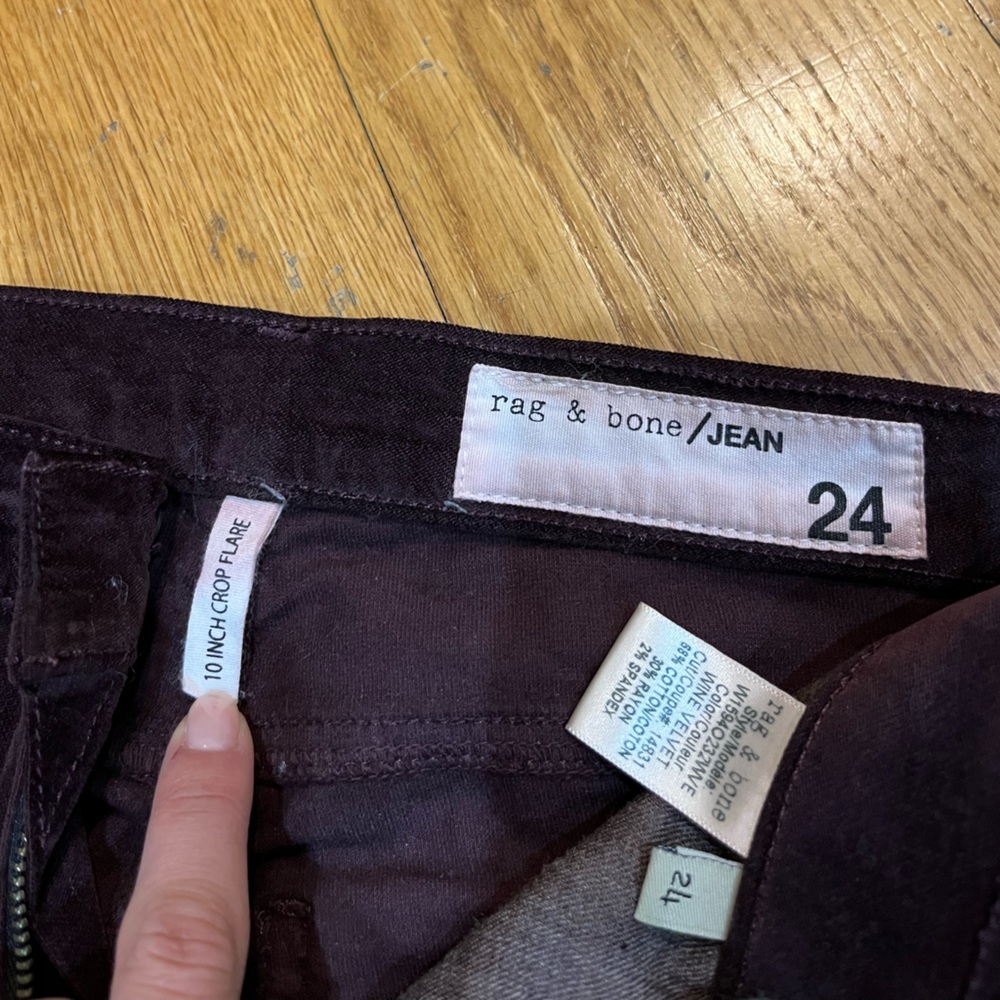 rag & bone/JEAN
24
10 INCH CROP FLARE
rag & bone
Style/Modèle:
W1594O232WVE
Color/Couleur
WINE VELVET
Cut/Coupe#: 14831
68% COTTON/COTON
30% RAYON
2% SPANDEX
24